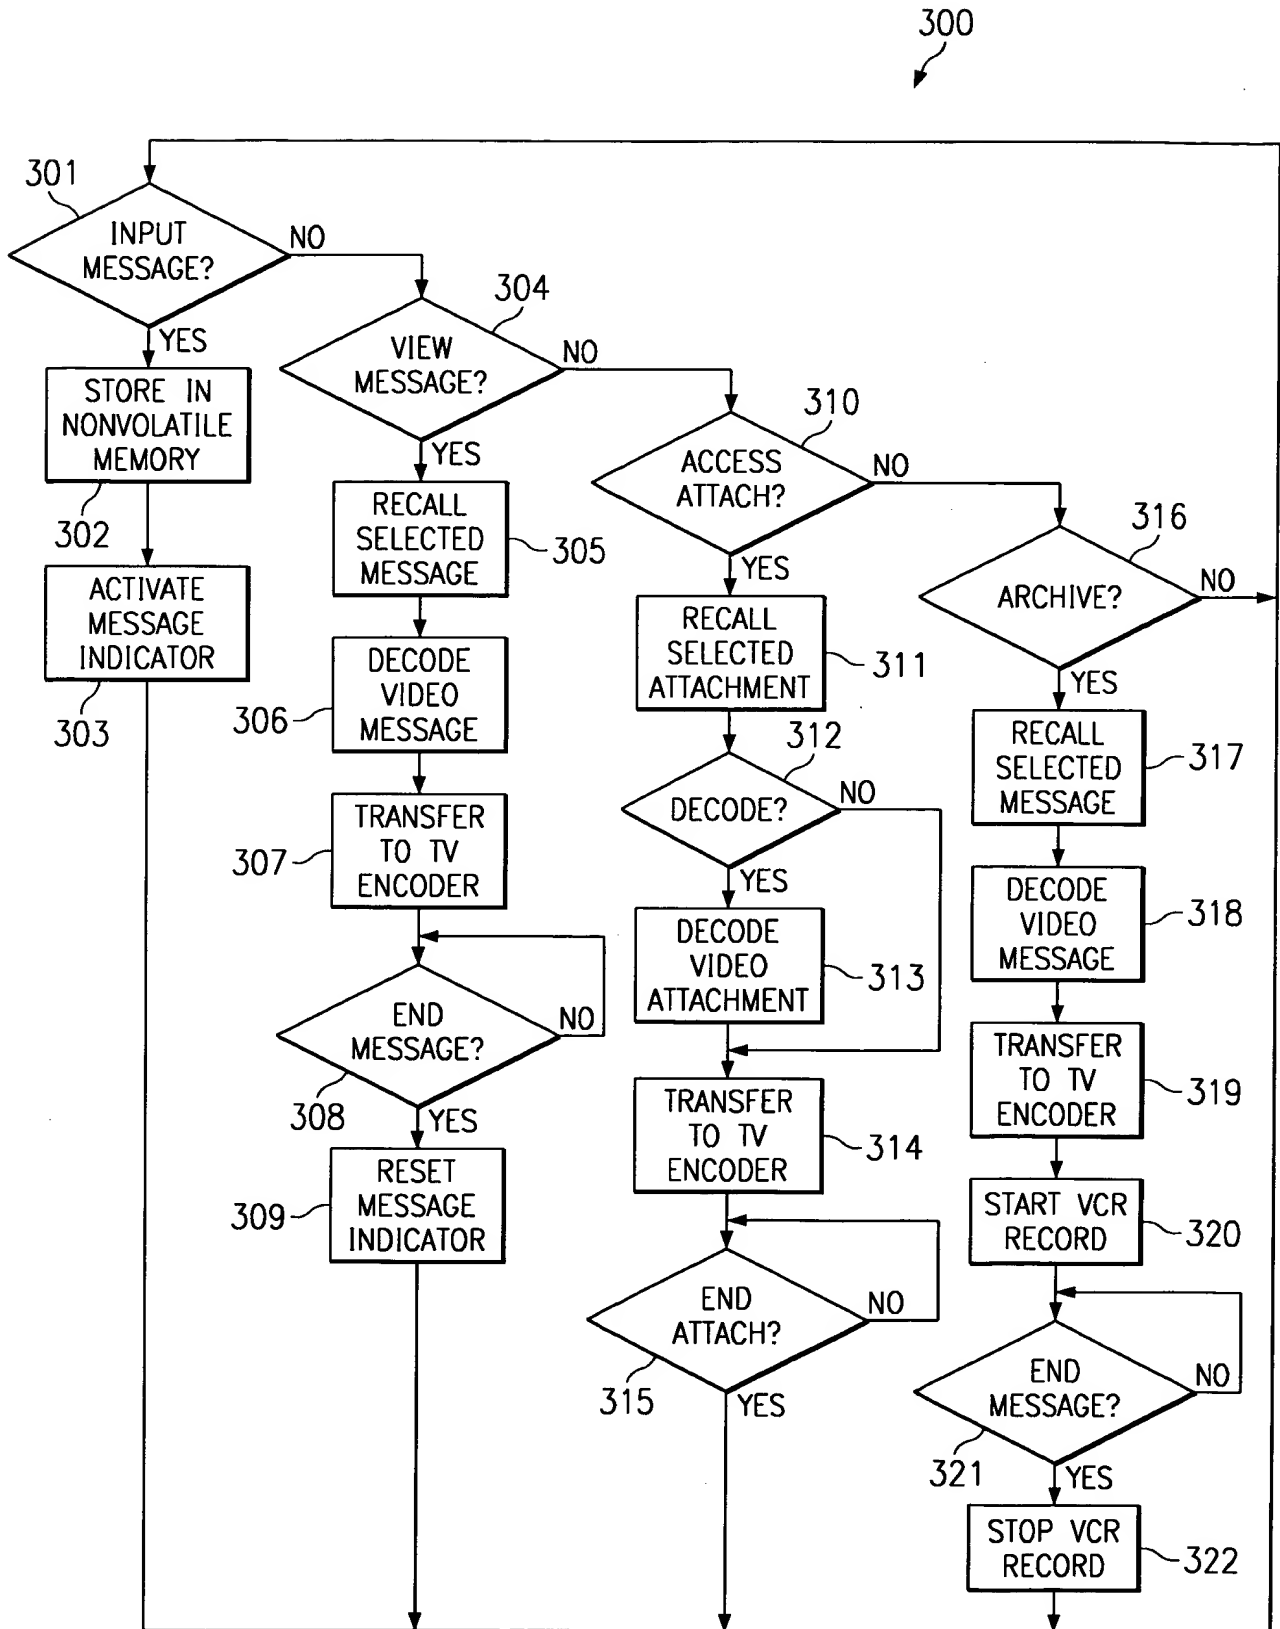 300
301
INPUT
MESSAGE?
NO
YES
STORE IN
NONVOLATILE
MEMORY
302
ACTIVATE
MESSAGE
INDICATOR
303
304
VIEW
MESSAGE?
NO
YES
RECALL
SELECTED
MESSAGE
305
DECODE
VIDEO
MESSAGE
306
TRANSFER
TO TV
ENCODER
307
END
MESSAGE?
NO
308
YES
RESET
MESSAGE
INDICATOR
309
310
ACCESS
ATTACH?
NO
YES
RECALL
SELECTED
ATTACHMENT
311
312
DECODE?
NO
YES
DECODE
VIDEO
ATTACHMENT
313
TRANSFER
TO TV
ENCODER
314
END
ATTACH?
NO
315
YES
316
ARCHIVE?
NO
YES
RECALL
SELECTED
MESSAGE
317
DECODE
VIDEO
MESSAGE
318
TRANSFER
TO TV
ENCODER
319
START VCR
RECORD
320
END
MESSAGE?
NO
321
YES
STOP VCR
RECORD
322